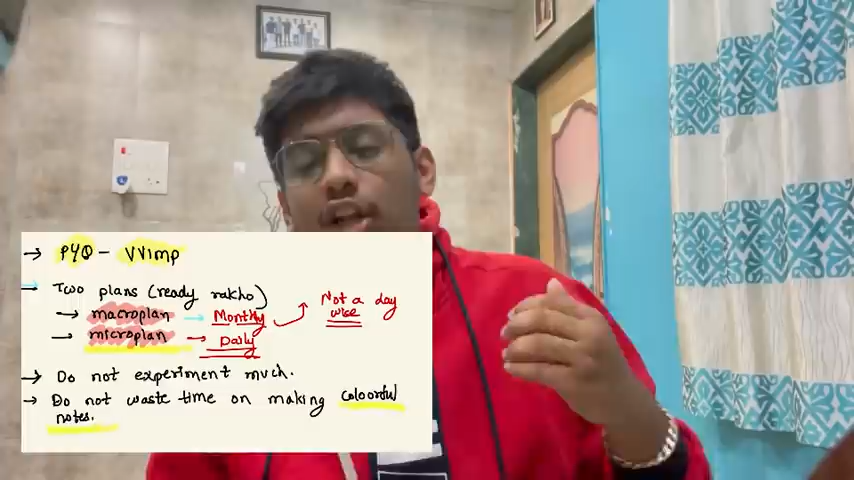 → PYQ - VVImp
→ Two plans (ready rakho)
→ macroplan → Monthly → Not a day wise
→ microplan → Daily
→ Do not experiment much.
→ Do not waste time on making colourful
notes.